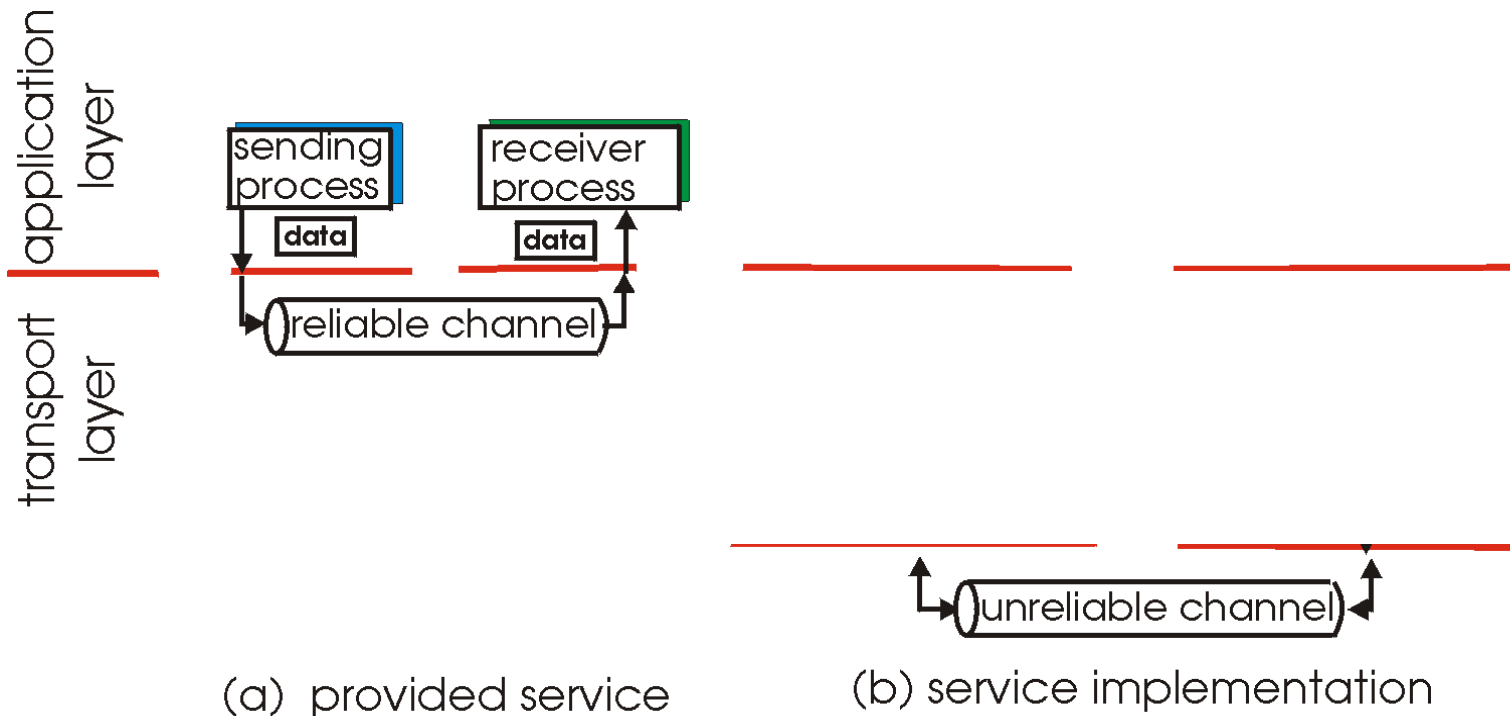 application
layer
transport
layer
sending
process
receiver
process
data
data
reliable channel
unreliable channel
(a) provided service
(b) service implementation